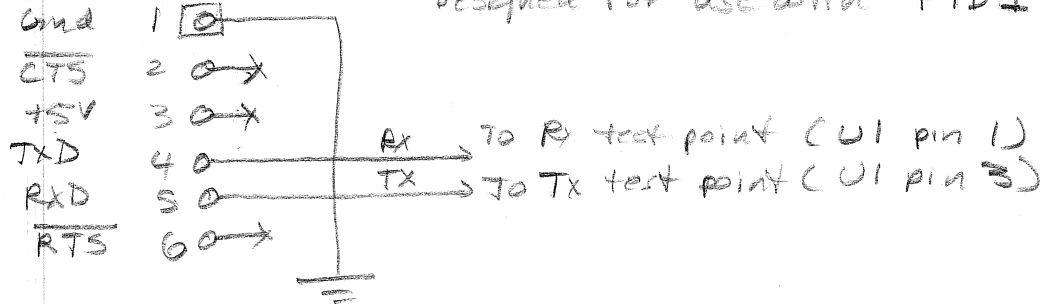 Designed for use with FTDI
Gnd 1
CTS 2
+5V 3
TXD 4 RX To Rx test point (U1 pin 1)
RXD 5 TX To Tx test point (U1 pin 3)
RTS 6